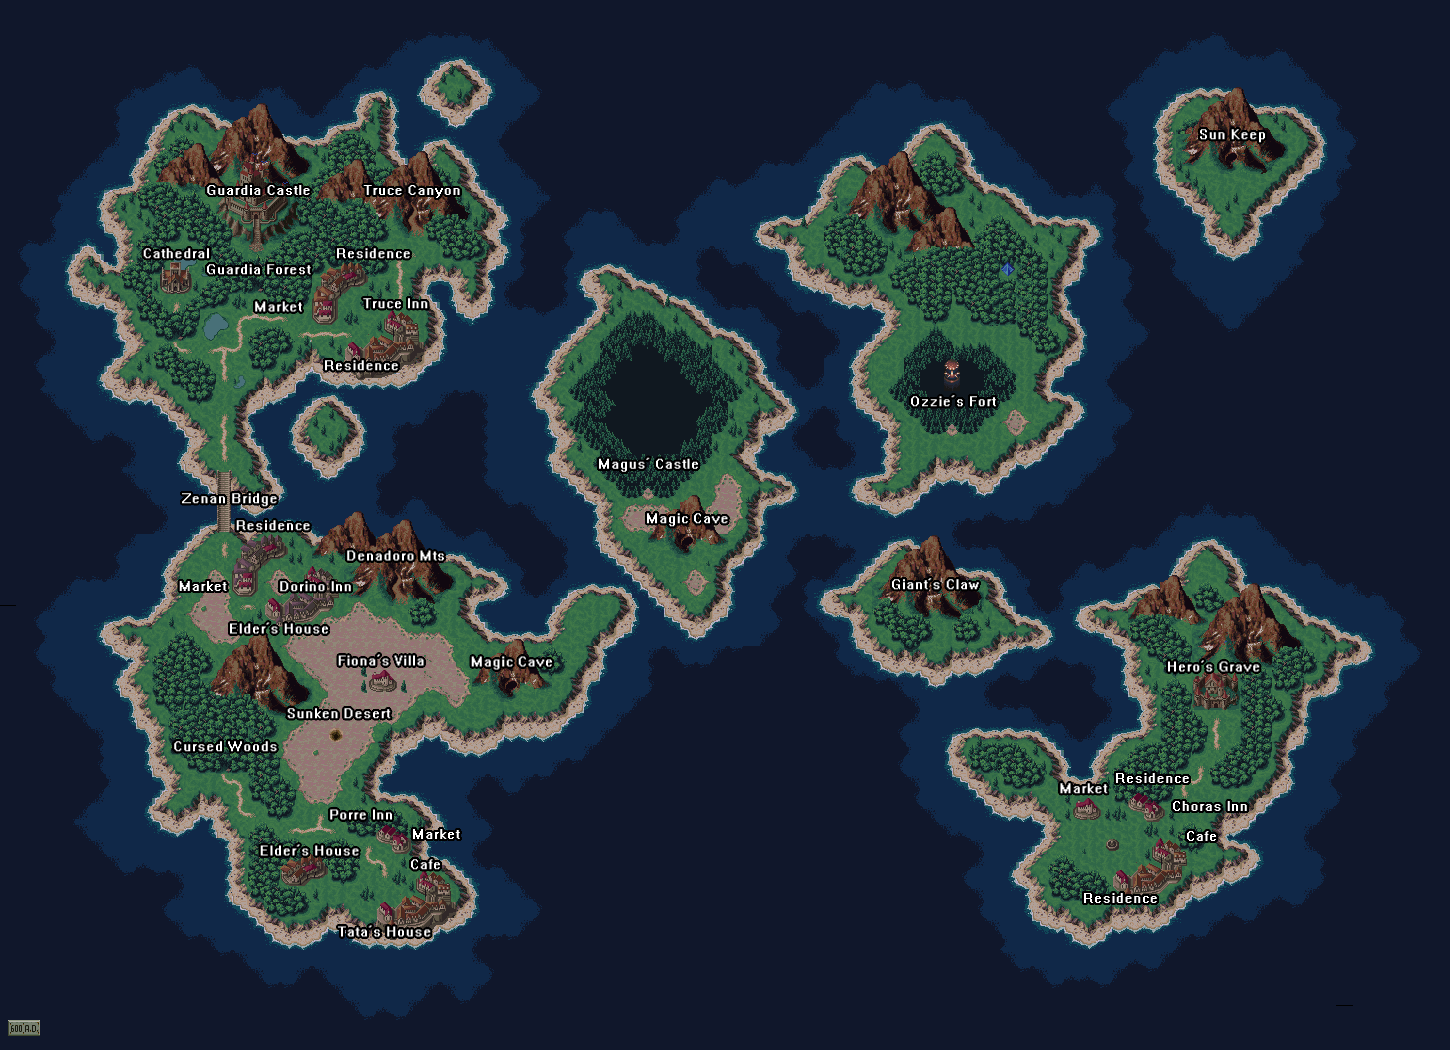 Sun Keep
Guardia Castle
Truce Canyon
Cathedral
Residence
Guardia Forest
Market
Truce Inn
Residence
Ozzie's Fort
Magus' Castle
Zenan Bridge
Magic Cave
Residence
Denadoro Mts
Market
Dorino Inn
Giant's Claw
Elder's House
Fiona's Villa
Magic Cave
Hero's Grave
Sunken Desert
Cursed Woods
Residence
Market
Choras Inn
Porre Inn
Market
Cafe
Elder's House
Cafe
Residence
Tata's House
600 A.D.